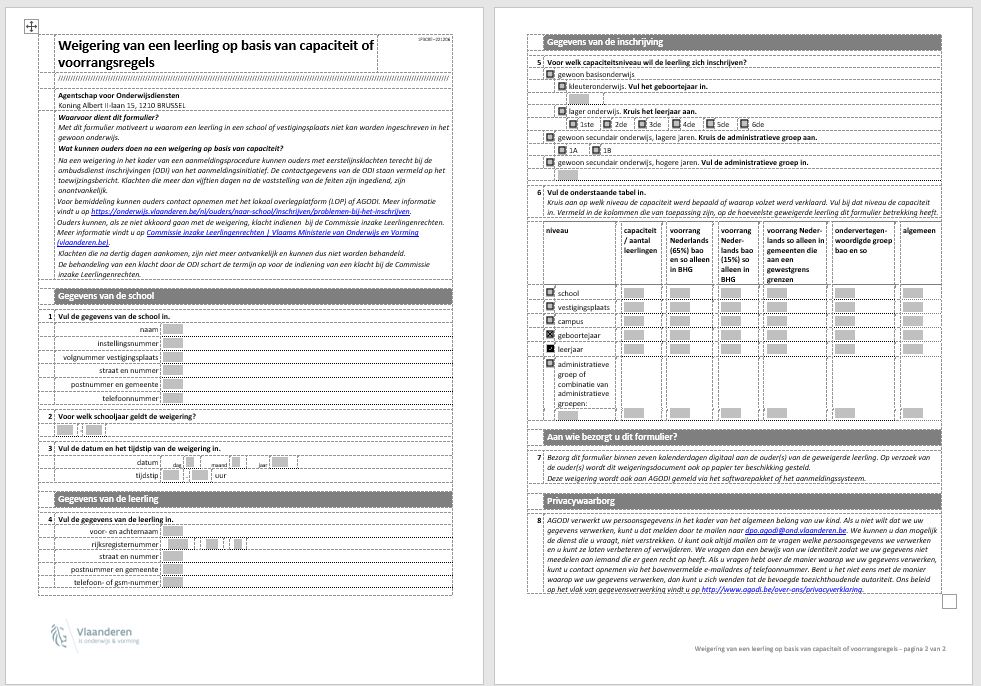 1F9CBF-221206
Weigering van een leerling op basis van capaciteit of
voorrangsregels
Agentschap voor Onderwijsdiensten
Koning Albert II-laan 15, 1210 BRUSSEL
Waarvoor dient dit formulier?
Met dit formulier motiveert u waarom een leerling in een school of vestigingsplaats niet kan worden ingeschreven in het
gewoon onderwijs.
Wat kunnen ouders doen na een weigering op basis van capaciteit?
Na een weigering in het kader van een aanmeldingsprocedure kunnen ouders met eerstelijnsklachten terecht bij de
ombudsdienst inschrijvingen (ODI) van het aanmeldingsinitiatief. De contactgegevens van de ODI staan vermeld op het
toewijzingsbericht. Klachten die meer dan vijftien dagen na de vaststelling van de feiten zijn ingediend, zijn
onontvankelijk.
Voor bemiddeling kunnen ouders contact opnemen met het lokaal overlegplatform (LOP) of AGODI. Meer informatie
vindt u op https://onderwijs.vlaanderen.be/nl/ouders/naar-school/inschrijven/problemen-bij-het-inschrijven.
Ouders kunnen, als ze niet akkoord gaan met de weigering, klacht indienen bij de Commissie inzake Leerlingenrechten.
Meer informatie vindt u op Commissie inzake Leerlingenrechten | Vlaams Ministerie van Onderwijs en Vorming
(vlaanderen.be).
Klachten die na dertig dagen aankomen, zijn niet meer ontvankelijk en kunnen dus niet worden behandeld.
De behandeling van een klacht door de ODI schort de termijn op voor de indiening van een klacht bij de Commissie
inzake Leerlingenrechten.
Gegevens van de school
1 Vul de gegevens van de school in.
naam
instellingsnummer
volgnummer vestigingsplaats
straat en nummer
postnummer en gemeente
telefoonnummer
2 Voor welk schooljaar geldt de weigering?
3 Vul de datum en het tijdstip van de weigering in.
datum dag maand jaar
tijdstip uur
Gegevens van de leerling
4 Vul de gegevens van de leerling in.
voor- en achternaam
rijksregisternummer
straat en nummer
postnummer en gemeente
telefoon- of gsm-nummer
Vlaanderen
is onderwijs & vorming
Gegevens van de inschrijving
5 Voor welk capaciteitsniveau wil de leerling zich inschrijven?
gewoon basisonderwijs
kleuteronderwijs. Vul het geboortejaar in.
lager onderwijs. Kruis het leerjaar aan.
1ste 2de 3de 4de 5de 6de
gewoon secundair onderwijs, lagere jaren. Kruis de administratieve groep aan.
1A 1B
gewoon secundair onderwijs, hogere jaren. Vul de administratieve groep in.
6 Vul de onderstaande tabel in.
Kruis aan op welk niveau de capaciteit werd bepaald of waarop volzet werd verklaard. Vul bij dat niveau de capaciteit
in. Vermeld in de kolommen die van toepassing zijn, op de hoeveelste geweigerde leerling dit formulier betrekking heeft.
niveau
capaciteit
/ aantal
leerlingen
voorrang
Nederlands
(65%) bao
en so alleen
in BHG
voorrang
Neder-
lands bao
(15%) so
alleen in
BHG
voorrang Neder-
lands so alleen in
gemeenten die
aan een
gewestgrens
grenzen
ondervertegen-
woordigde groep
bao en so
algemeen
school
vestigingsplaats
campus
geboortejaar
leerjaar
administratieve
groep of
combinatie van
administratieve
groepen:
Aan wie bezorgt u dit formulier?
7 Bezorg dit formulier binnen zeven kalenderdagen digitaal aan de ouder(s) van de geweigerde leerling. Op verzoek van
de ouder(s) wordt dit weigeringsdocument ook op papier ter beschikking gesteld.
Deze weigering wordt ook aan AGODI gemeld via het softwarepakket of het aanmeldingssysteem.
Privacywaarborg
8 AGODI verwerkt uw persoonsgegevens in het kader van het algemeen belang van uw kind. Als u niet wilt dat we uw
gegevens verwerken, kunt u dat melden door te mailen naar dpo.agodi@ond.vlaanderen.be. We kunnen u dan mogelijk
de dienst die u vraagt, niet verstrekken. U kunt ook altijd mailen om te vragen welke persoonsgegevens we verwerken
en u kunt ze laten verbeteren of verwijderen. We vragen dan een bewijs van uw identiteit zodat we uw gegevens niet
meedelen aan iemand die er geen recht op heeft. Als u vragen hebt over de manier waarop we uw gegevens verwerken,
kunt u contact opnemen via het bovenvermelde e-mailadres of telefoonnummer. Bent u het niet eens met de manier
waarop we uw gegevens verwerken, dan kunt u zich wenden tot de bevoegde toezichthoudende autoriteit. Ons beleid
op het vlak van gegevensverwerking vindt u op http://www.agodi.be/over-ons/privacyverklaring.
Weigering van een leerling op basis van capaciteit of voorrangsregels - pagina 2 van 2